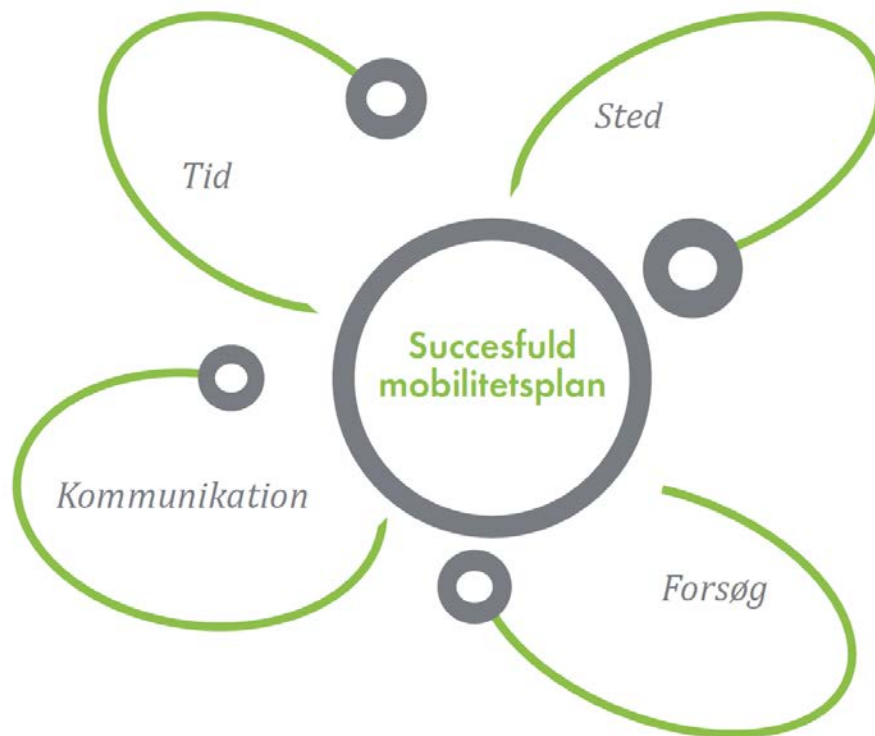 Sted
Tid
Succesfuld
mobilitetsplan
Kommunikation
Forsøg